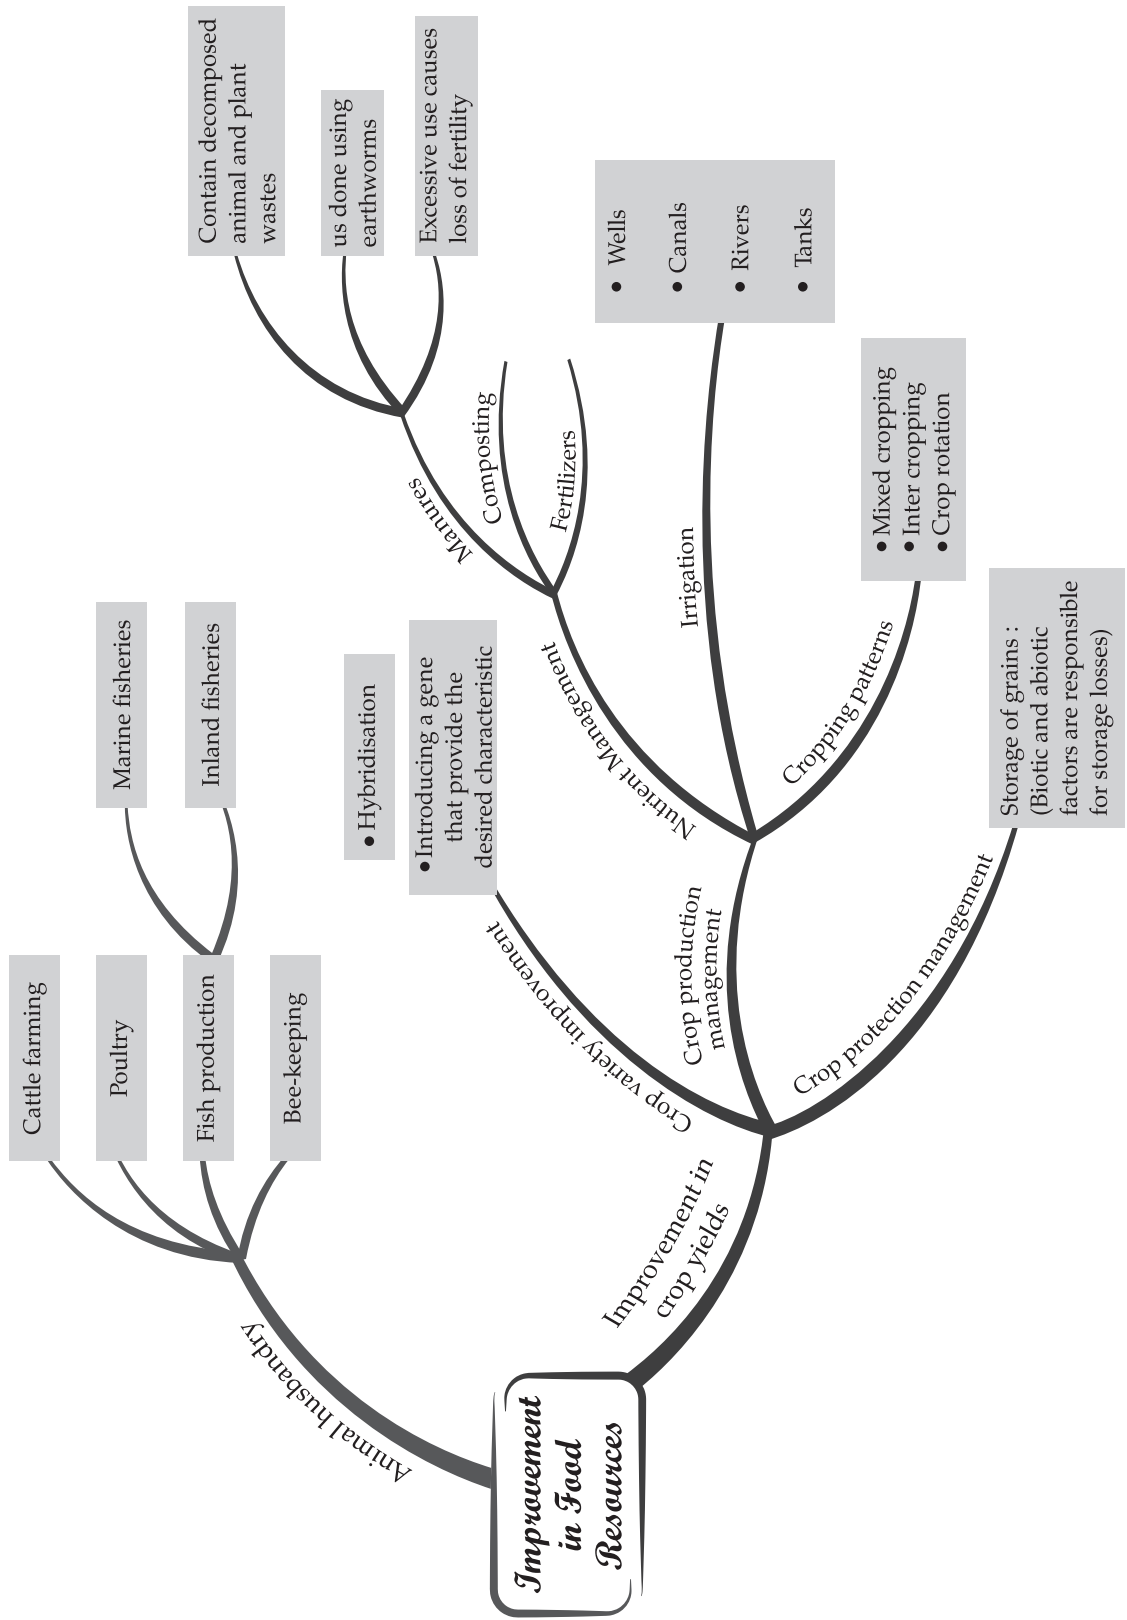 Improvement
in Food
Resources
Animal husbandry
Cattle farming
Poultry
Fish production
Marine fisheries
Inland fisheries
Bee-keeping
Improvement in
crop yields
Crop variety improvement
• Hybridisation
• Introducing a gene
that provide the
desired characteristic
Crop production
management
Nutrient Management
Manures
Contain decomposed
animal and plant
wastes
us done using
earthworms
Excessive use causes
loss of fertility
Composting
Fertilizers
Irrigation
• Wells
• Canals
• Rivers
• Tanks
Cropping patterns
• Mixed cropping
• Inter cropping
• Crop rotation
Crop protection management
Storage of grains :
(Biotic and abiotic
factors are responsible
for storage losses)